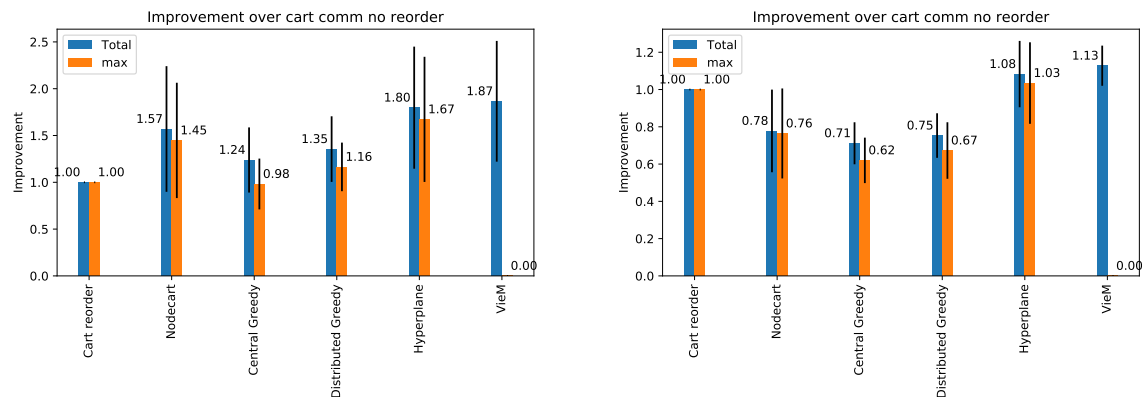 Improvement over cart comm no reorder
Total
max
Improvement
2.5
2.0
1.5
1.0
0.5
0.0
1.00
1.00
1.57
1.45
1.24
0.98
1.35
1.16
1.80
1.67
1.87
0.00
Cart reorder
Nodecart
Central Greedy
Distributed Greedy
Hyperplane
VieM
Improvement over cart comm no reorder
Total
max
Improvement
1.2
1.0
0.8
0.6
0.4
0.2
0.0
1.00
1.00
0.78
0.76
0.71
0.62
0.75
0.67
1.08
1.03
1.13
0.00
Cart reorder
Nodecart
Central Greedy
Distributed Greedy
Hyperplane
VieM